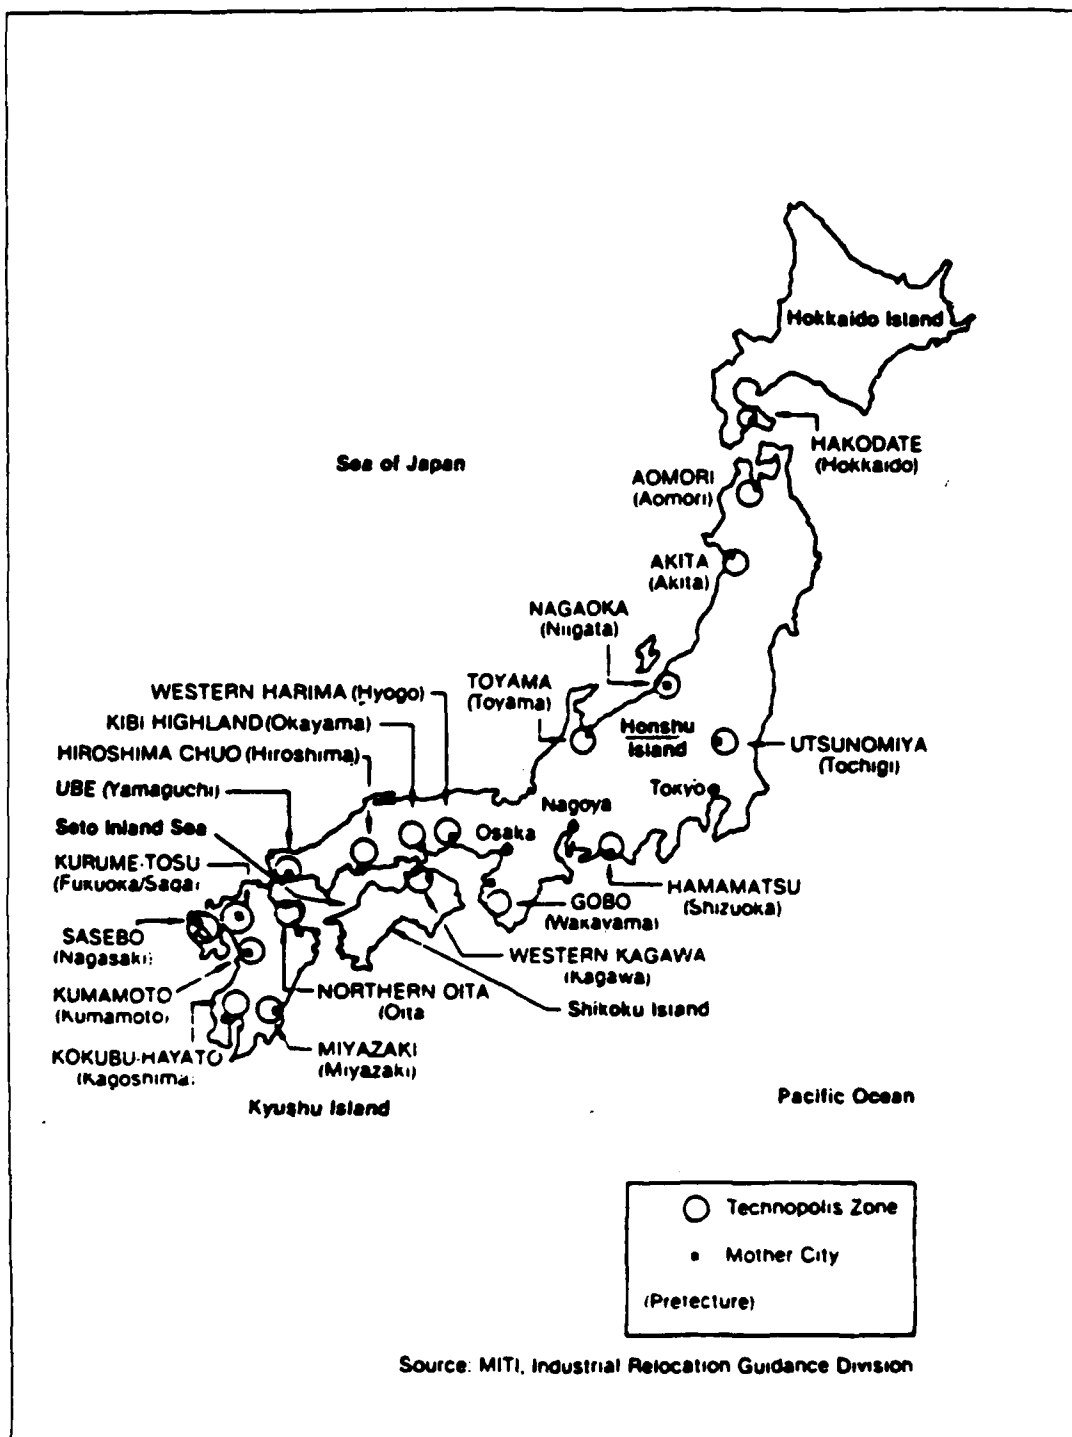 Hokkaido Island
HAKODATE
(Hokkaido)
Sea of Japan
AOMORI
(Aomori)
AKITA
(Akita)
NAGAOKA
(Niigata)
TOYAMA
(Toyama)
WESTERN HARIMA (Hyogo)
KIBI HIGHLAND (Okayama)
HIROSHIMA CHUO (Hiroshima)
UBE (Yamaguchi)
Seto Inland Sea
KURUME-TOSU
(Fukuoka/Saga)
SASEBO
(Nagasaki)
KUMAMOTO
(Kumamoto)
KOKUBU-HAYATO
(Kagoshima)
Honshu
Island
UTSUNOMIYA
(Tochigi)
Tokyo
Nagoya
Osaka
HAMAMATSU
(Shizuoka)
GOBO
(Wakayama)
WESTERN KAGAWA
(Kagawa)
Shikoku Island
NORTHERN OITA
(Oita
MIYAZAKI
(Miyazaki)
Kyushu Island
Pacific Ocean
Technopolis Zone
Mother City
(Prefecture)
Source: MITI, Industrial Relocation Guidance Division